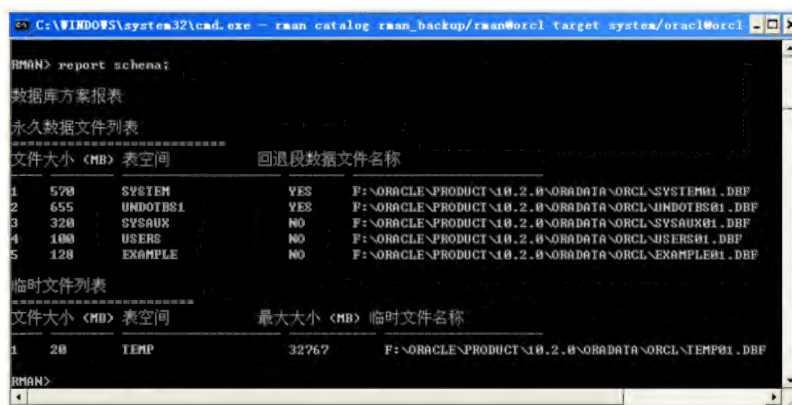 C:\WINDOWS\system32\cmd.exe - rman catalog rman_backup/rman@orcl target system/oracl@orcl
RMAN> report schema;
数据库方案报表
永久数据文件列表
===========================
文件大小 (MB) 表空间 回退段数据文件名称
1 570 SYSTEM YES F:\ORACLE\PRODUCT\10.2.0\ORADATA\ORCL\SYSTEM01.DBF
2 655 UNDOTBS1 YES F:\ORACLE\PRODUCT\10.2.0\ORADATA\ORCL\UNDOTBS01.DBF
3 320 SYSAUX NO F:\ORACLE\PRODUCT\10.2.0\ORADATA\ORCL\SYSAUX01.DBF
4 100 USERS NO F:\ORACLE\PRODUCT\10.2.0\ORADATA\ORCL\USERS01.DBF
5 128 EXAMPLE NO F:\ORACLE\PRODUCT\10.2.0\ORADATA\ORCL\EXAMPLE01.DBF
临时文件列表
=======================
文件大小 (MB) 表空间 最大大小 (MB) 临时文件名称
1 20 TEMP 32767 F:\ORACLE\PRODUCT\10.2.0\ORADATA\ORCL\TEMP01.DBF
RMAN>